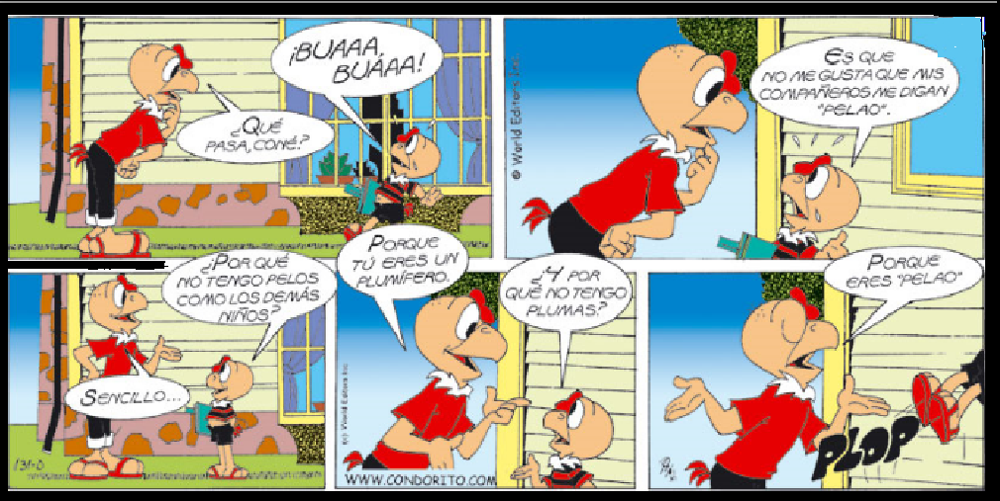 ¡BUAAA,
BUAAA!
¿QUÉ
PASA, CONÉ?
© World Editors, Inc.
ES QUE
NO ME GUSTA QUE MIS
COMPAÑEROS ME DIGAN
"PELAO".
¿POR QUÉ
NO TENGO PELOS
COMO LOS DEMÁS
NIÑOS?
SENCILLO...
131-D
PORQUE
TÚ ERES UN
PLUMÍFERO.
¿Y POR
QUÉ NO TENGO
PLUMAS?
(c) World Editors Inc.
WWW.CONDORITO.COM
PORQUE
ERES "PELAO"
PLOP